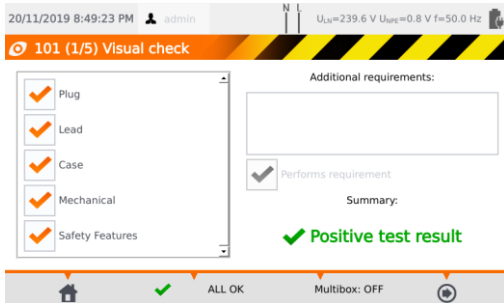 20/11/2019 8:49:23 PM admin N L U_LN=239.6 V U_NPE=0.8 V f=50.0 Hz
101 (1/5) Visual check
Plug
Lead
Case
Mechanical
Safety Features
Additional requirements:
Performs requirement
Summary:
Positive test result
ALL OK Multibox: OFF